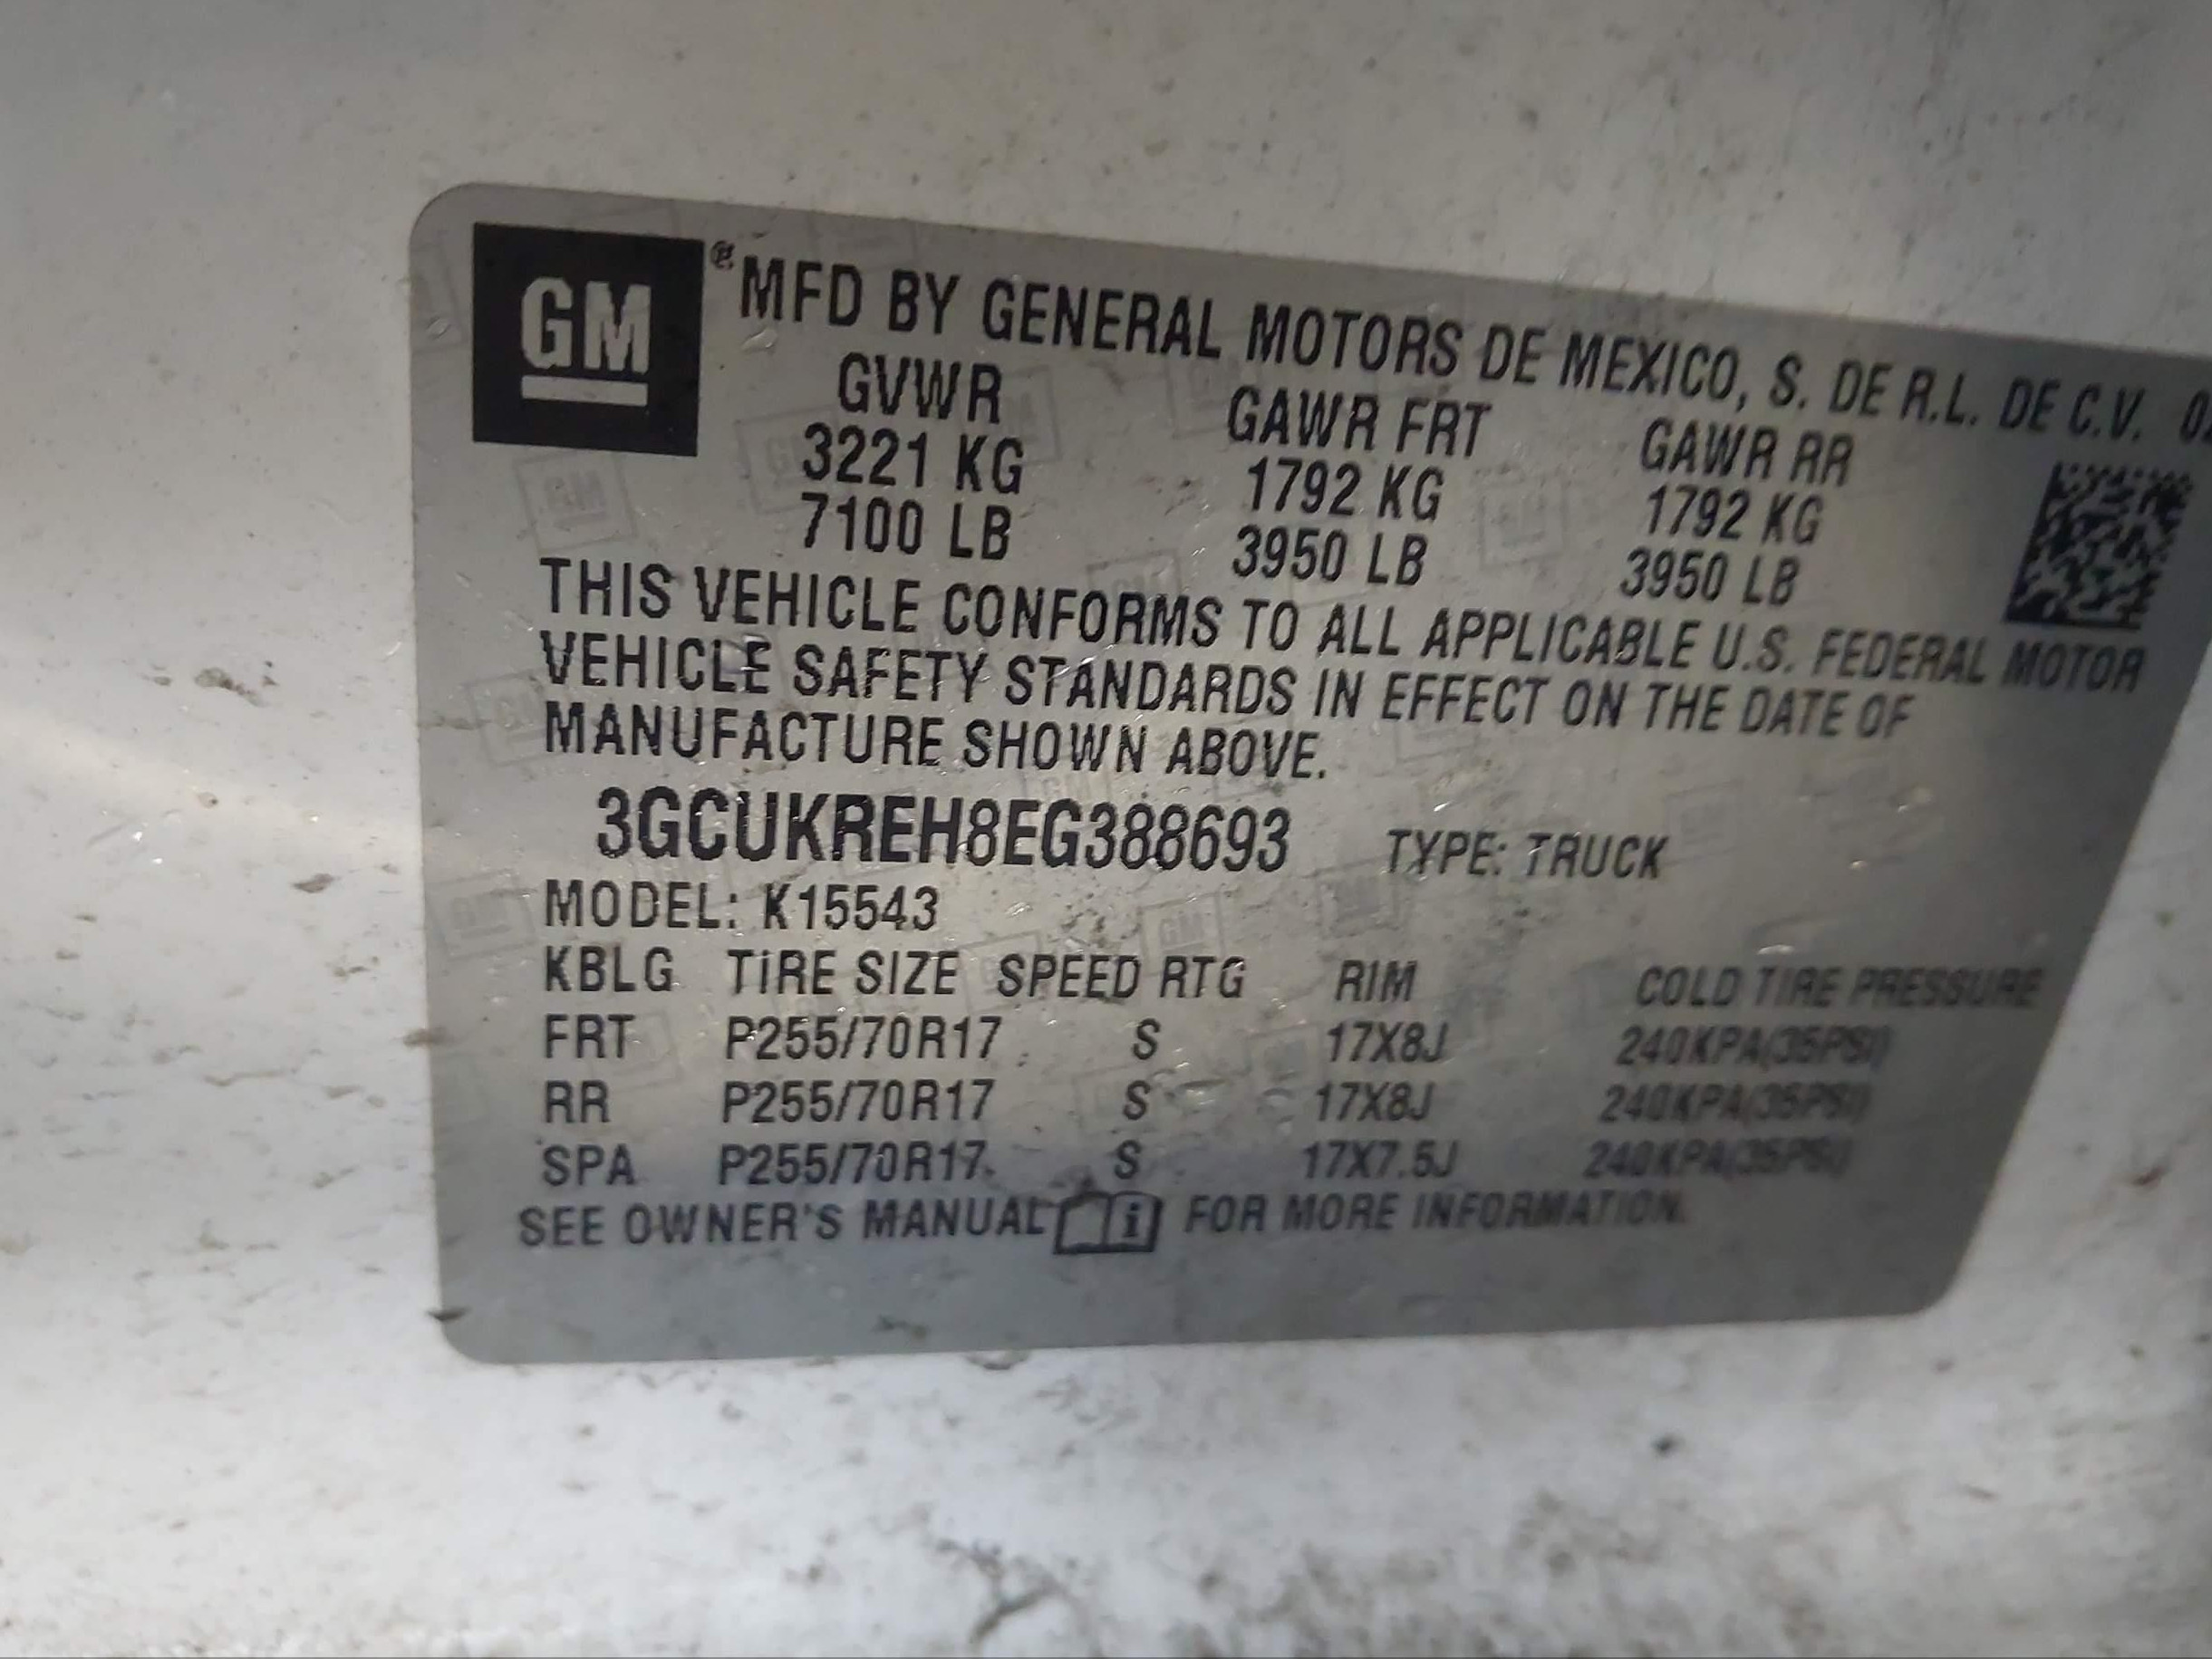 GM
® MFD BY GENERAL MOTORS DE MEXICO, S. DE R.L. DE C.V.
GVWR GAWR FRT GAWR RR
3221 KG 1792 KG 1792 KG
7100 LB 3950 LB 3950 LB
THIS VEHICLE CONFORMS TO ALL APPLICABLE U.S. FEDERAL MOTOR
VEHICLE SAFETY STANDARDS IN EFFECT ON THE DATE OF
MANUFACTURE SHOWN ABOVE.
3GCUKREH8EG388693 TYPE: TRUCK
MODEL: K15543
KBLG TIRE SIZE SPEED RTG RIM COLD TIRE PRESSURE
FRT P255/70R17 S 17X8J 240KPA(35PSI)
RR P255/70R17 S 17X8J 240KPA(35PSI)
SPA P255/70R17 S 17X7.5J 240KPA(35PSI)
SEE OWNER'S MANUAL i FOR MORE INFORMATION.